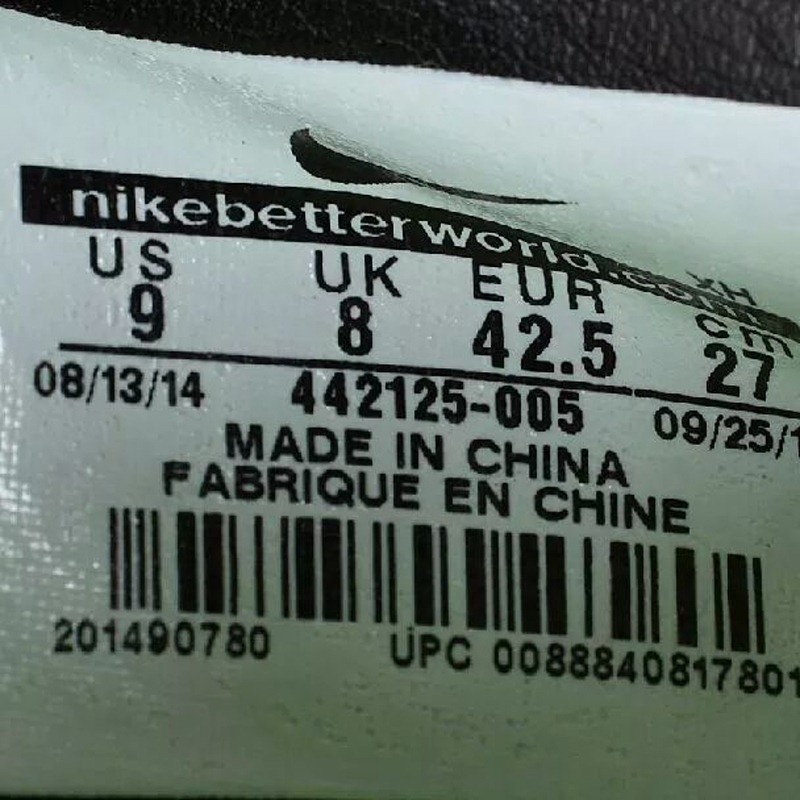 nikebetterworld.com
US UK EUR XH cm
9 8 42.5 27
08/13/14 442125-005 09/25/1
MADE IN CHINA
FABRIQUE EN CHINE
201490780 UPC 0088840817801